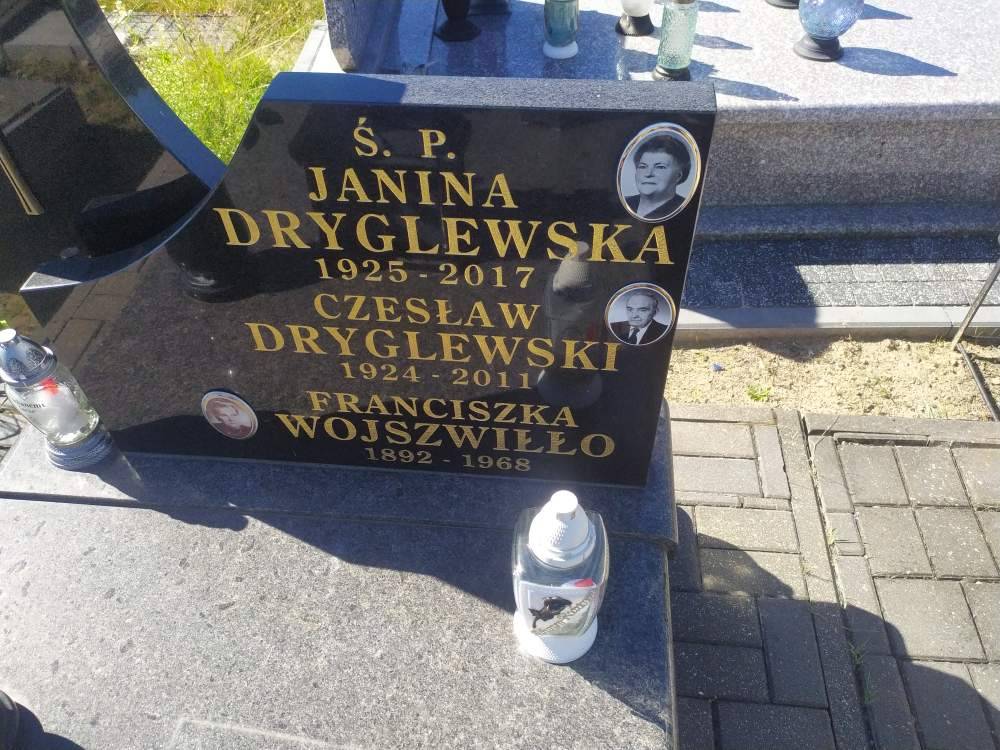 Ś. P.
JANINA
DRYGLEWSKA
1925 - 2017
CZESŁAW
DRYGLEWSKI
1924 - 2011
FRANCISZKA
WOJSZWIŁŁO
1892 - 1968